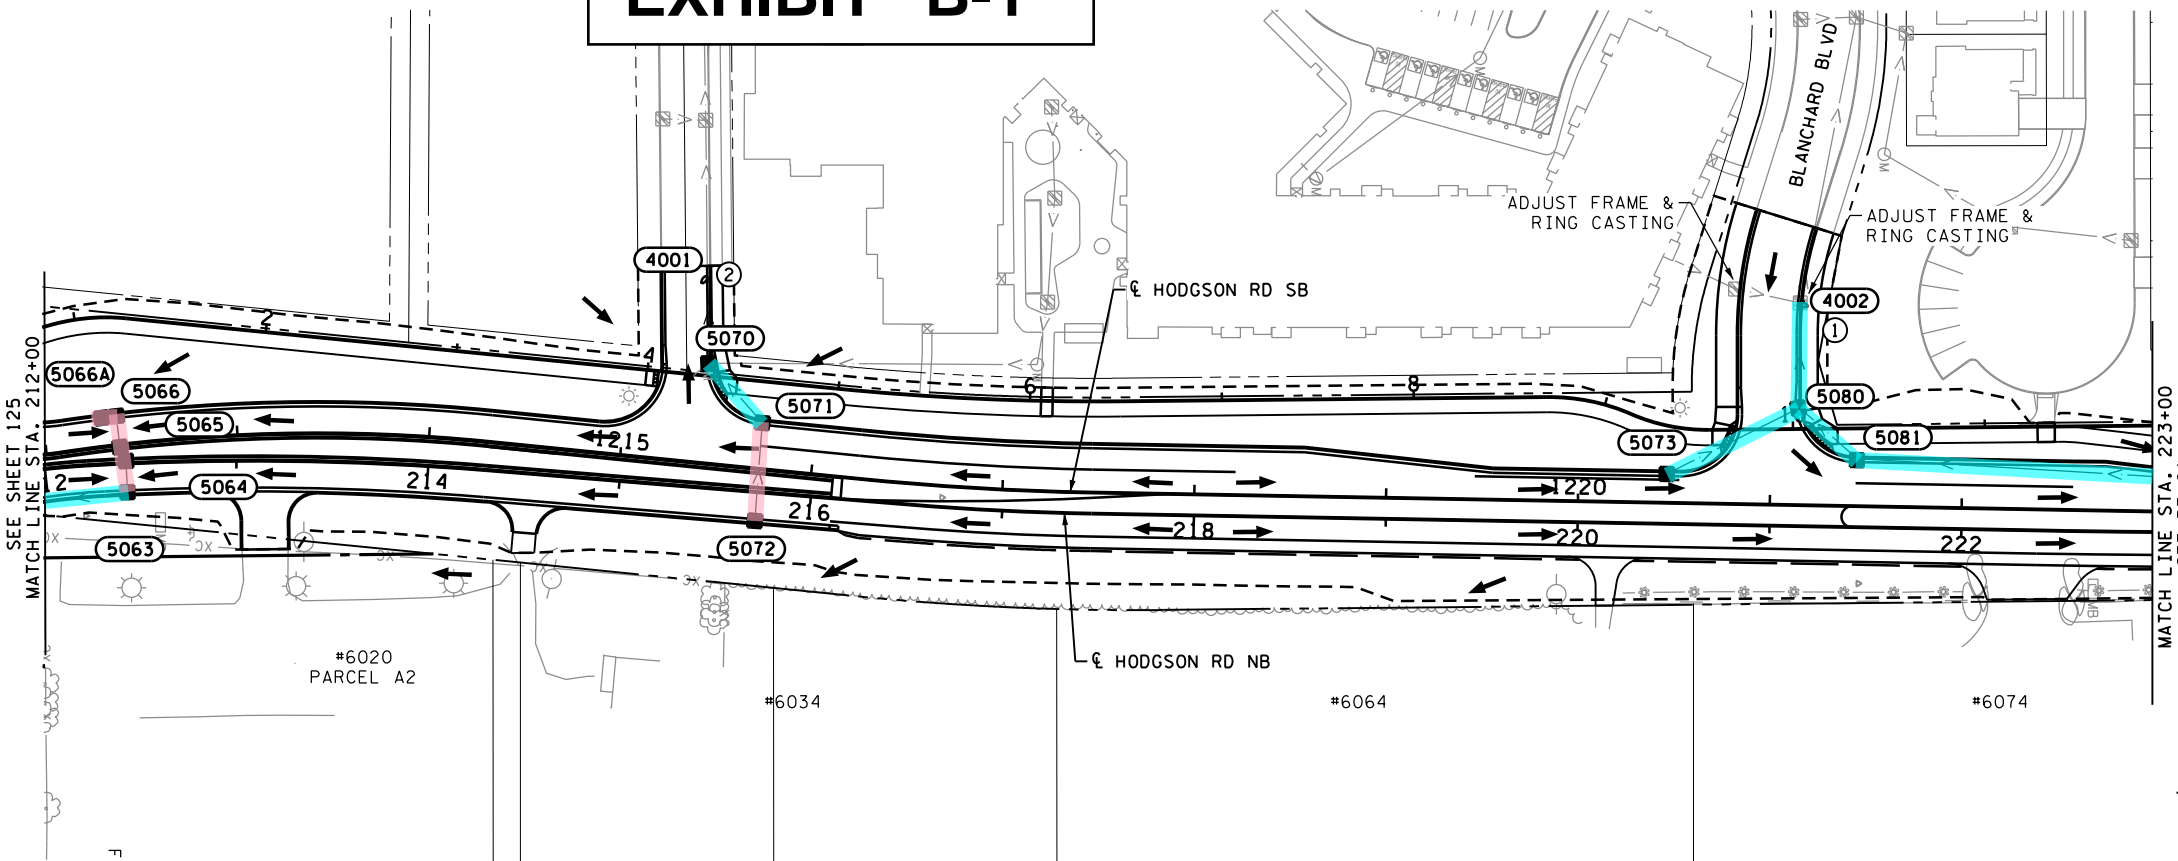 EXHIBIT B-1
BLANCHARD BLVD
ADJUST FRAME &
RING CASTING
ADJUST FRAME &
RING CASTING
4001
2
℄ HODGSON RD SB
4002
1
2
5070
4
5066A
5066
6
8
5071
5080
5065
1215
5073
5081
2
5064
214
216
1220
218
220
222
5063
5072
SEE SHEET 125
MATCH LINE STA. 212+00
MATCH LINE STA. 223+00
℄ HODGSON RD NB
#6020
PARCEL A2
#6034
#6064
#6074